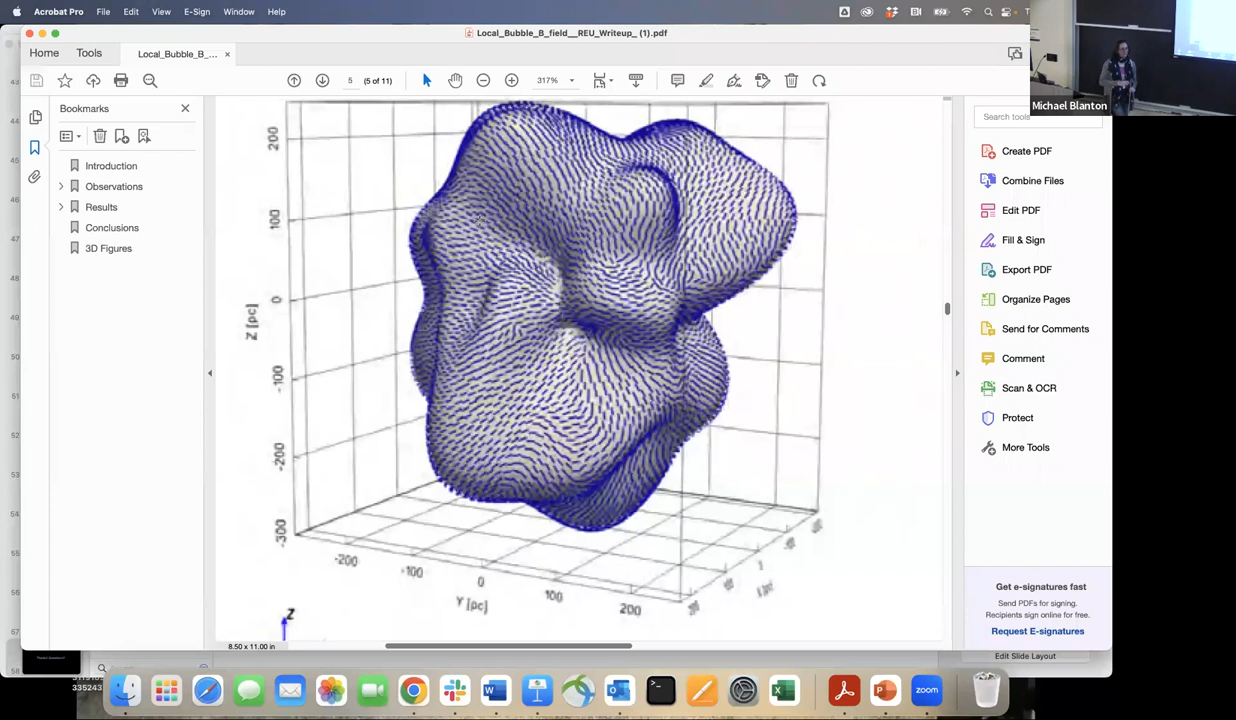 Acrobat Pro File Edit View E-Sign Window Help
Local_Bubble_B_field__REU_Writeup_ (1).pdf
Home Tools Local_Bubble_B_... ×
5 (5 of 11) 317%
Michael Blanton
Bookmarks
Search tools
Introduction
Observations
Results
Conclusions
3D Figures
Create PDF
Combine Files
Edit PDF
Fill & Sign
Export PDF
Organize Pages
Send for Comments
Comment
Scan & OCR
Protect
More Tools
200
100
0
-100
-200
-300
Z [pc]
-200
-100
0
100
200
Y [pc]
Z
Get e-signatures fast
Send PDFs for signing.
Recipients sign online for free.
Request E-signatures
8.50 x 11.00 in
Edit Slide Layout
335243
zoom